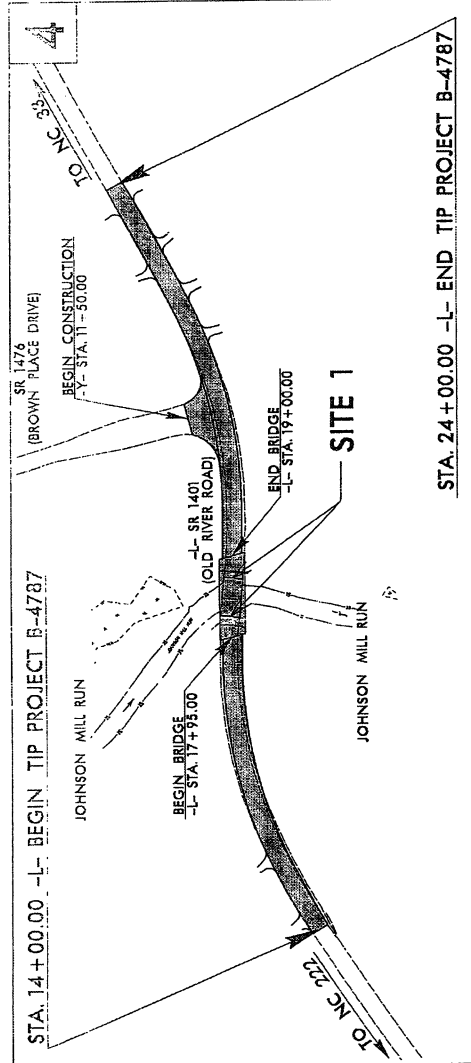 STA. 14+00.00 -L- BEGIN TIP PROJECT B-4787
JOHNSON MILL RUN
BEGIN BRIDGE
-L- STA. 17+95.00
-L- SR 1401
(OLD RIVER ROAD)
SR 1476
(BROWN PLACE DRIVE)
BEGIN CONSTRUCTION
-Y- STA. 11+50.00
TO NC 33
4
END BRIDGE
-L- STA. 19+00.00
SITE 1
JOHNSON MILL RUN
TO NC 222
STA. 24+00.00 -L- END TIP PROJECT B-4787